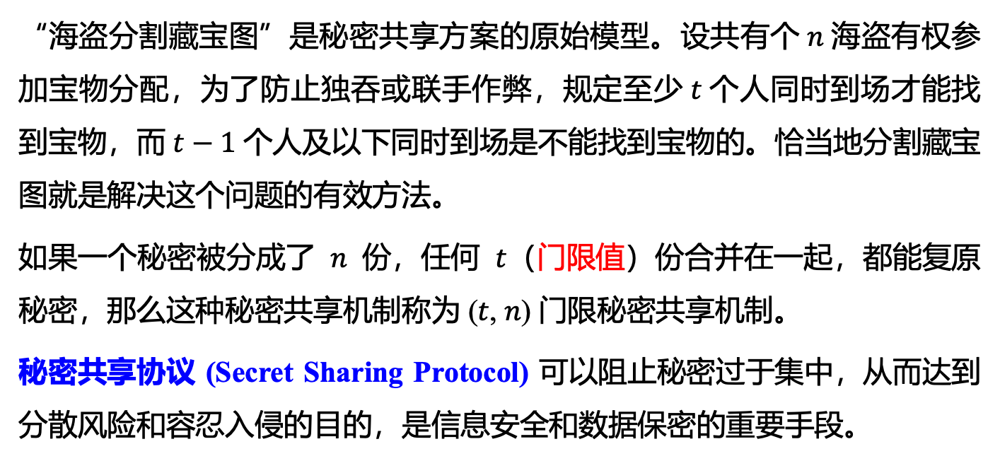 “海盗分割藏宝图”是秘密共享方案的原始模型。设共有个 n 海盗有权参
加宝物分配，为了防止独吞或联手作弊，规定至少 t 个人同时到场才能找
到宝物，而 t − 1 个人及以下同时到场是不能找到宝物的。恰当地分割藏宝
图就是解决这个问题的有效方法。
如果一个秘密被分成了 n 份，任何 t（门限值）份合并在一起，都能复原
秘密，那么这种秘密共享机制称为 (t, n) 门限秘密共享机制。
秘密共享协议 (Secret Sharing Protocol) 可以阻止秘密过于集中，从而达到
分散风险和容忍入侵的目的，是信息安全和数据保密的重要手段。